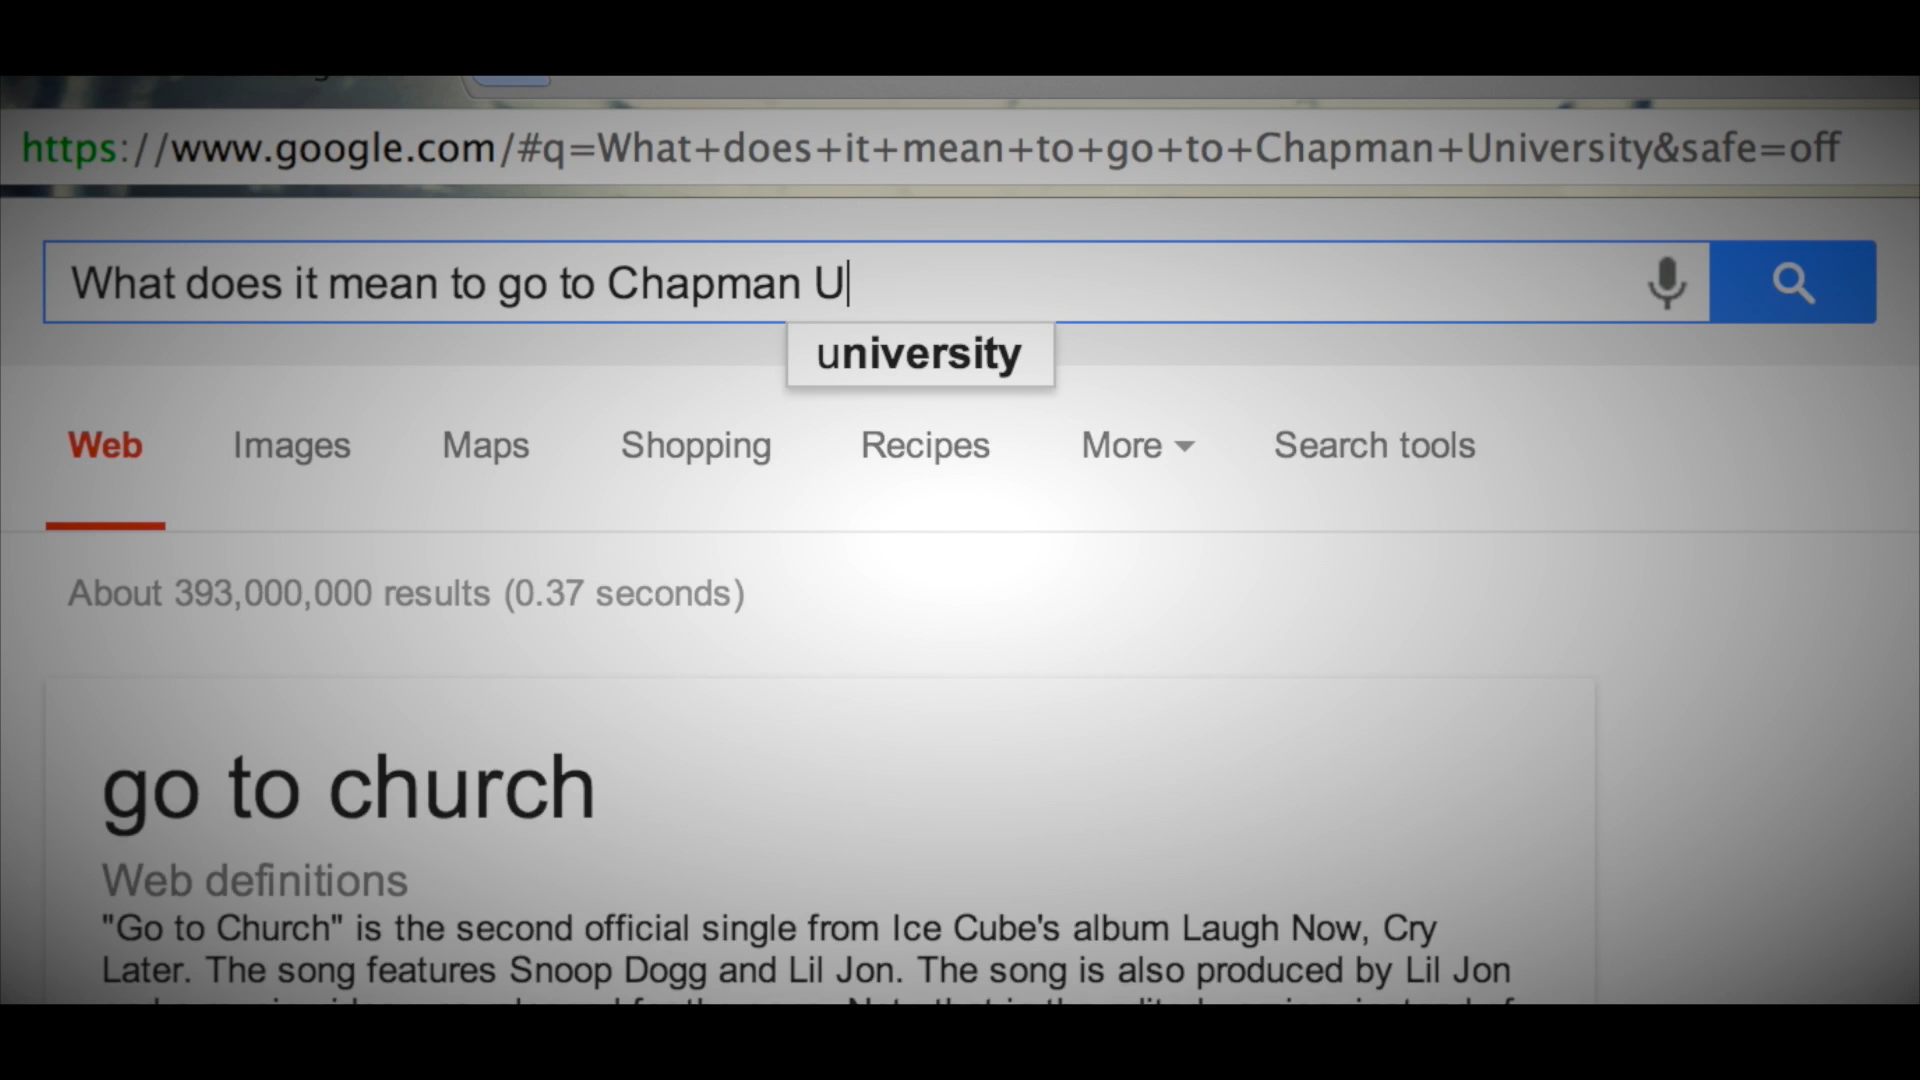 https://www.google.com/#q=What+does+it+mean+to+go+to+Chapman+University&safe=off
What does it mean to go to Chapman U
university
Web Images Maps Shopping Recipes More Search tools
About 393,000,000 results (0.37 seconds)
go to church
Web definitions
"Go to Church" is the second official single from Ice Cube's album Laugh Now, Cry
Later. The song features Snoop Dogg and Lil Jon. The song is also produced by Lil Jon